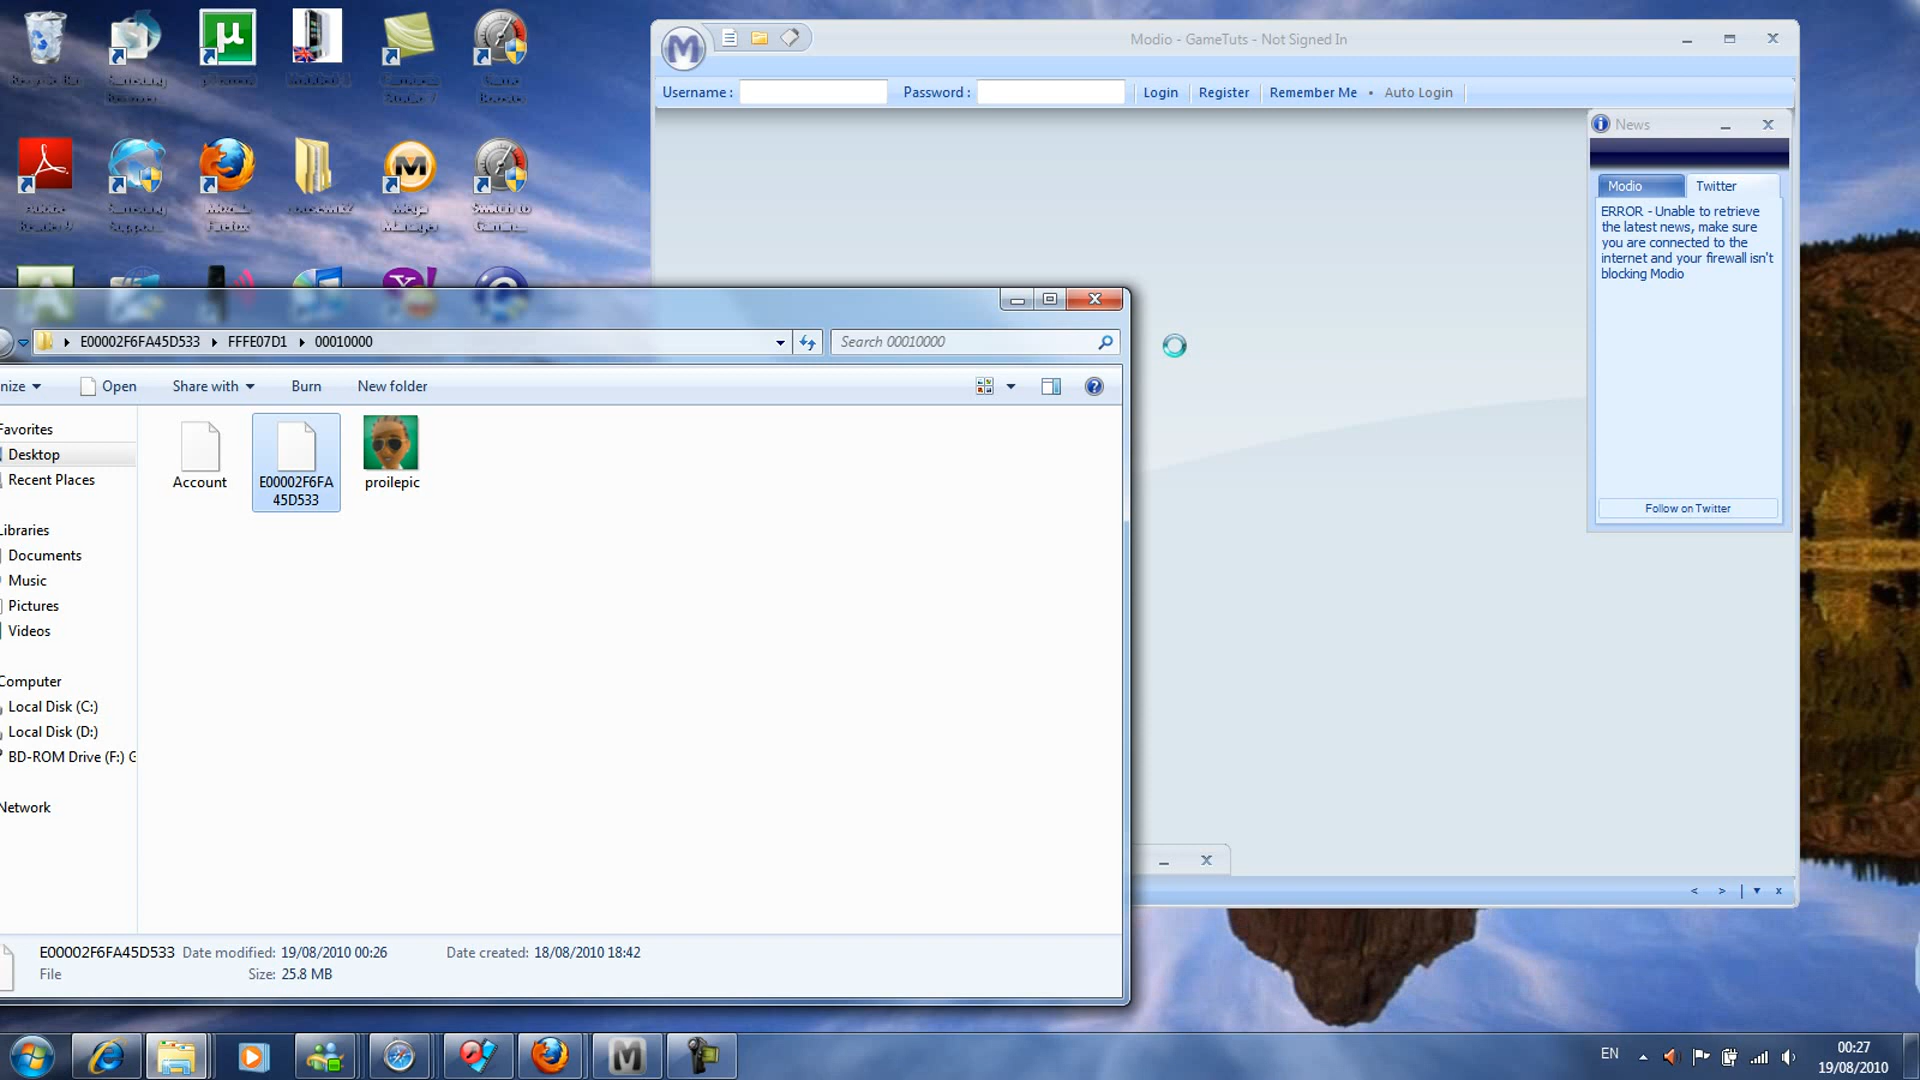 Modio - GameTuts - Not Signed In
Username :
Password :
Login
Register
Remember Me
•
Auto Login
News
Modio
Twitter
ERROR - Unable to retrieve
the latest news, make sure
you are connected to the
internet and your firewall isn't
blocking Modio
Follow on Twitter
< > | ▾ x
E00002F6FA45D533
FFFE07D1
00010000
Search 00010000
nize
Open
Share with
Burn
New folder
Favorites
Desktop
Recent Places
Libraries
Documents
Music
Pictures
Videos
Computer
Local Disk (C:)
Local Disk (D:)
BD-ROM Drive (F:) G
Network
Account
E00002F6FA
45D533
proilepic
E00002F6FA45D533 Date modified: 19/08/2010 00:26 Date created: 18/08/2010 18:42
File Size: 25.8 MB
EN
00:27
19/08/2010